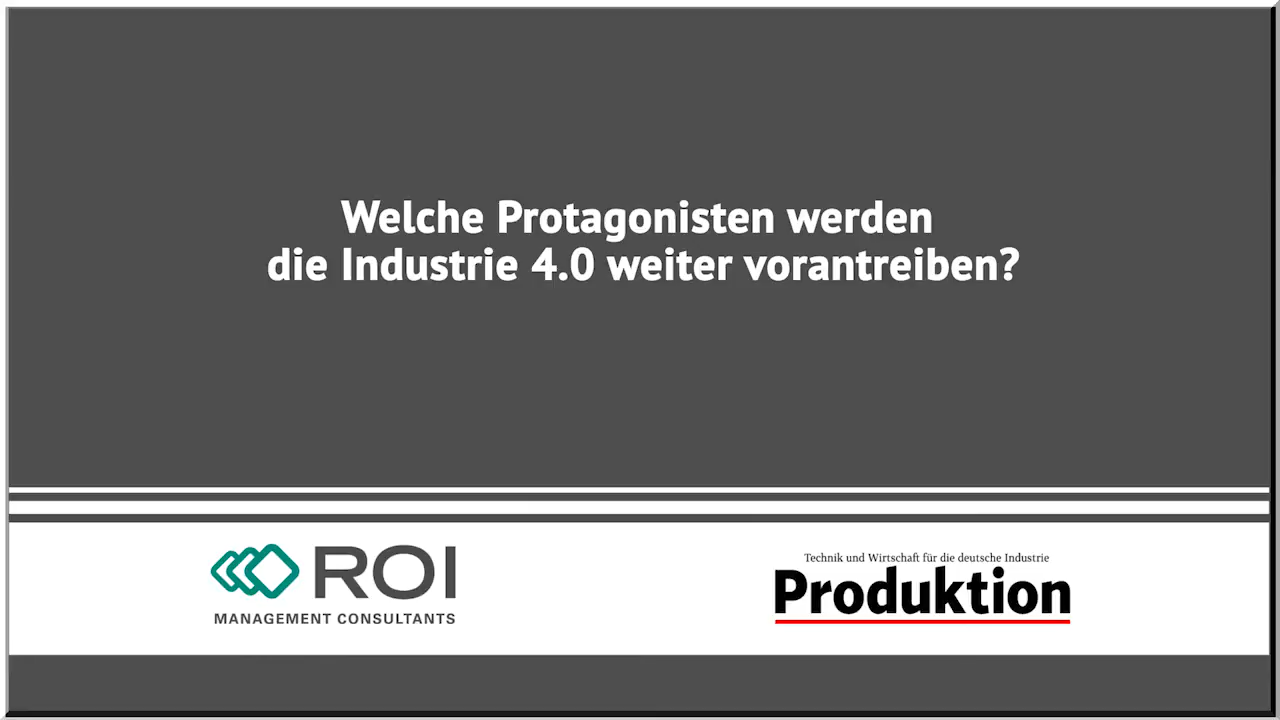 Welche Protagonisten werden
die Industrie 4.0 weiter vorantreiben?
ROI
MANAGEMENT CONSULTANTS
Technik und Wirtschaft für die deutsche Industrie
Produktion